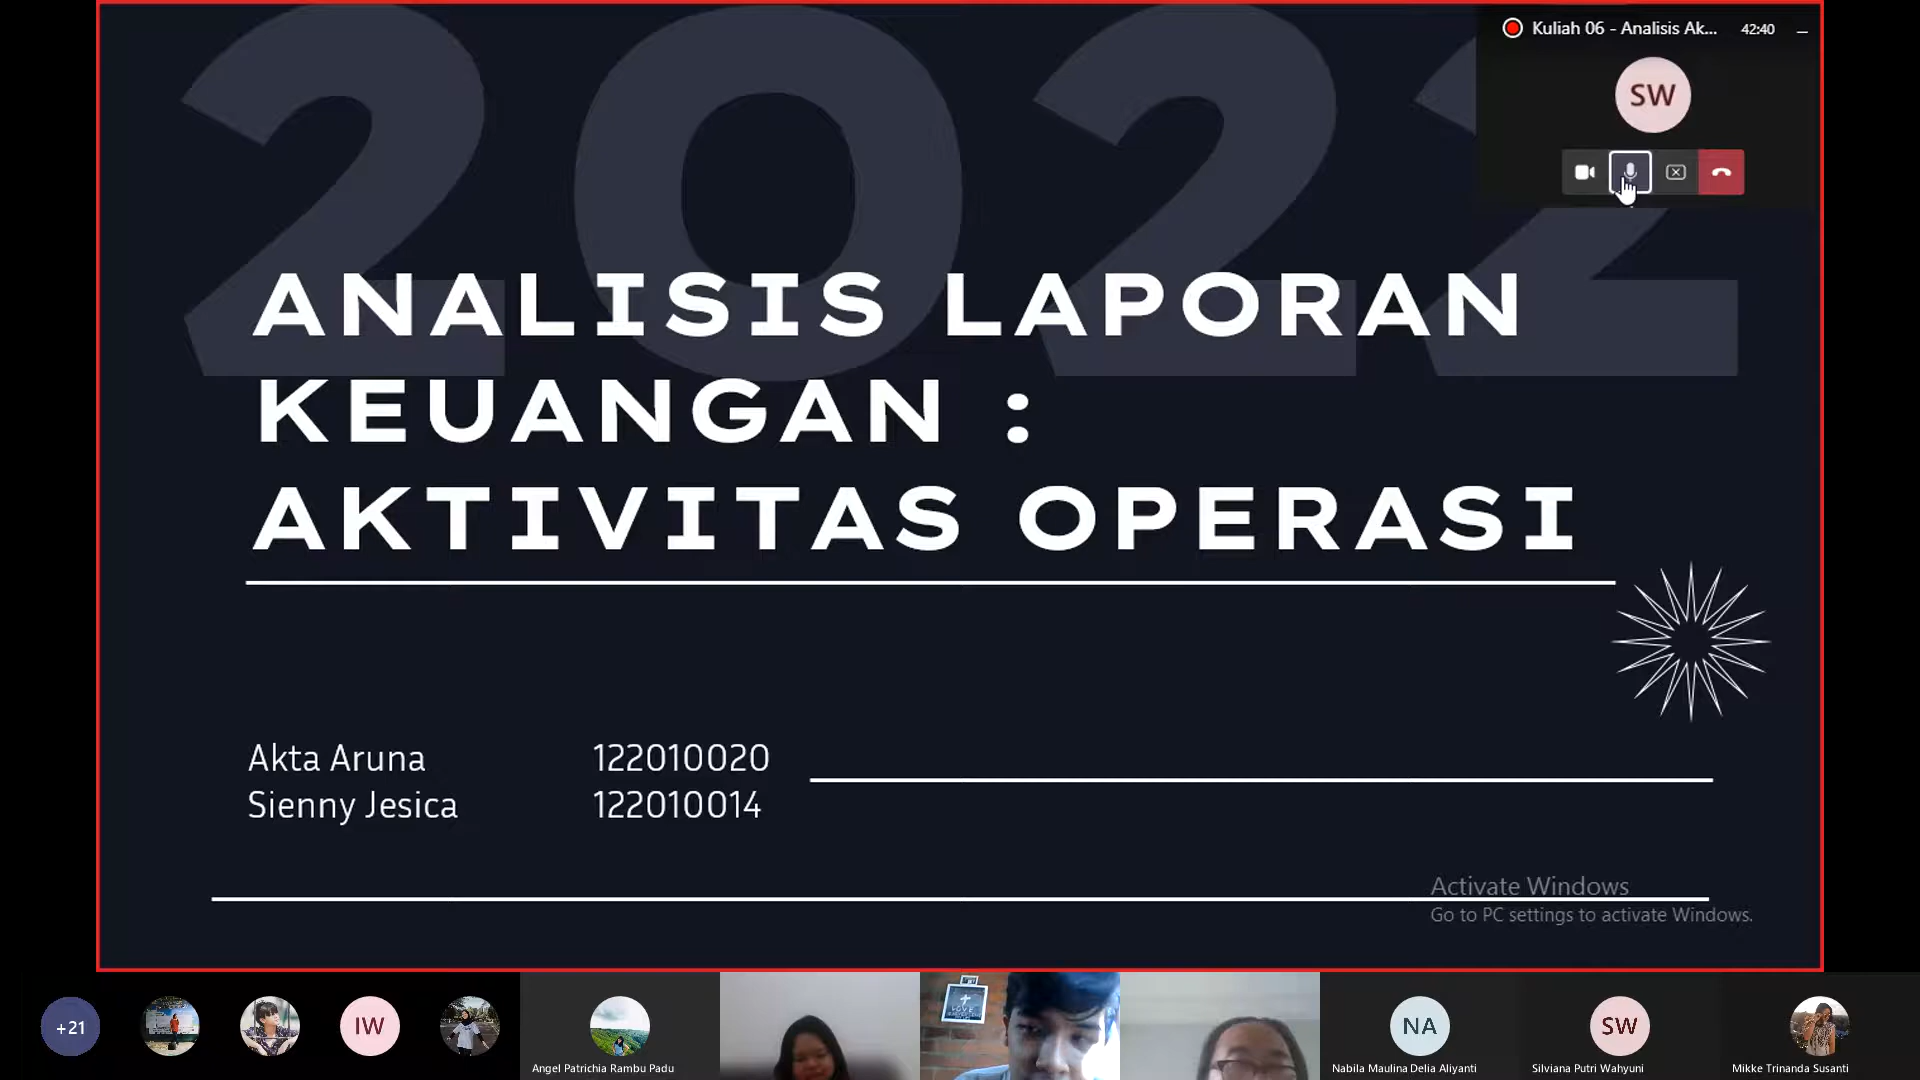 2022
Kuliah 06 - Analisis Ak... 42:40
SW
ANALISIS LAPORAN
KEUANGAN :
AKTIVITAS OPERASI
Akta Aruna 122010020
Sienny Jesica 122010014
Activate Windows
Go to PC settings to activate Windows.
+21
IW
Angel Patrichia Rambu Padu
LOVE
NA
Nabila Maulina Delia Aliyanti
SW
Silviana Putri Wahyuni
Mikke Trinanda Susanti